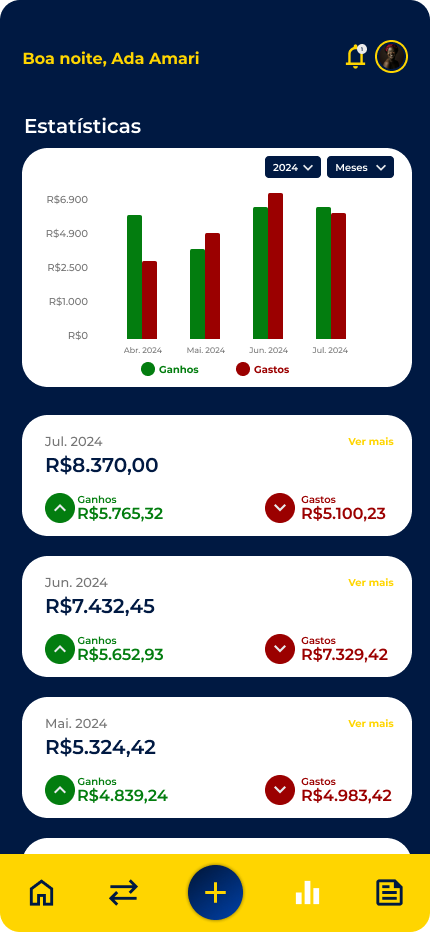 Boa noite, Ada Amari
Estatísticas
2024
Meses
R$6.900
R$4.900
R$2.500
R$1.000
R$0
Abr. 2024
Mai. 2024
Jun. 2024
Jul. 2024
Ganhos
Gastos
Jul. 2024
Ver mais
R$8.370,00
Ganhos
R$5.765,32
Gastos
R$5.100,23
Jun. 2024
Ver mais
R$7.432,45
Ganhos
R$5.652,93
Gastos
R$7.329,42
Mai. 2024
Ver mais
R$5.324,42
Ganhos
R$4.839,24
Gastos
R$4.983,42